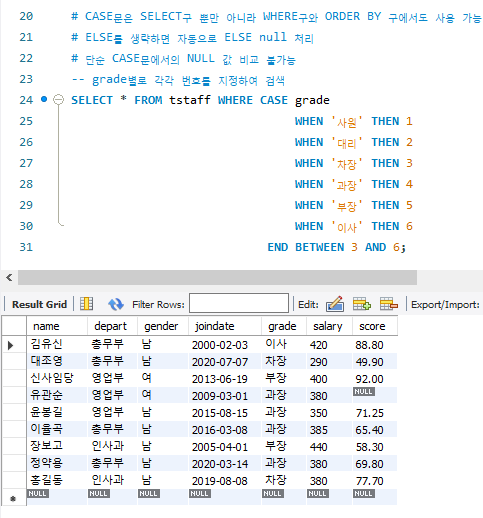 20 # CASE문은 SELECT구 뿐만 아니라 WHERE구와 ORDER BY 구에서도 사용 가능
21 # ELSE를 생략하면 자동으로 ELSE null 처리
22 # 단순 CASE문에서의 NULL 값 비교 불가능
23 -- grade별로 각각 번호를 지정하여 검색
24 SELECT * FROM tstaff WHERE CASE grade
25 WHEN '사원' THEN 1
26 WHEN '대리' THEN 2
27 WHEN '차장' THEN 3
28 WHEN '과장' THEN 4
29 WHEN '부장' THEN 5
30 WHEN '이사' THEN 6
31 END BETWEEN 3 AND 6;
Result Grid Filter Rows: Edit: Export/Import:
name depart gender joindate grade salary score
김유신 총무부 남 2000-02-03 이사 420 88.80
대조영 총무부 남 2020-07-07 차장 290 49.90
신사임당 영업부 여 2013-06-19 부장 400 92.00
유관순 영업부 여 2009-03-01 과장 380 NULL
윤봉길 영업부 남 2015-08-15 과장 350 71.25
이율곡 총무부 남 2016-03-08 과장 385 65.40
장보고 인사과 남 2005-04-01 부장 440 58.30
정약용 총무부 남 2020-03-14 과장 380 69.80
홍길동 인사과 남 2019-08-08 차장 380 77.70
NULL NULL NULL NULL NULL NULL NULL